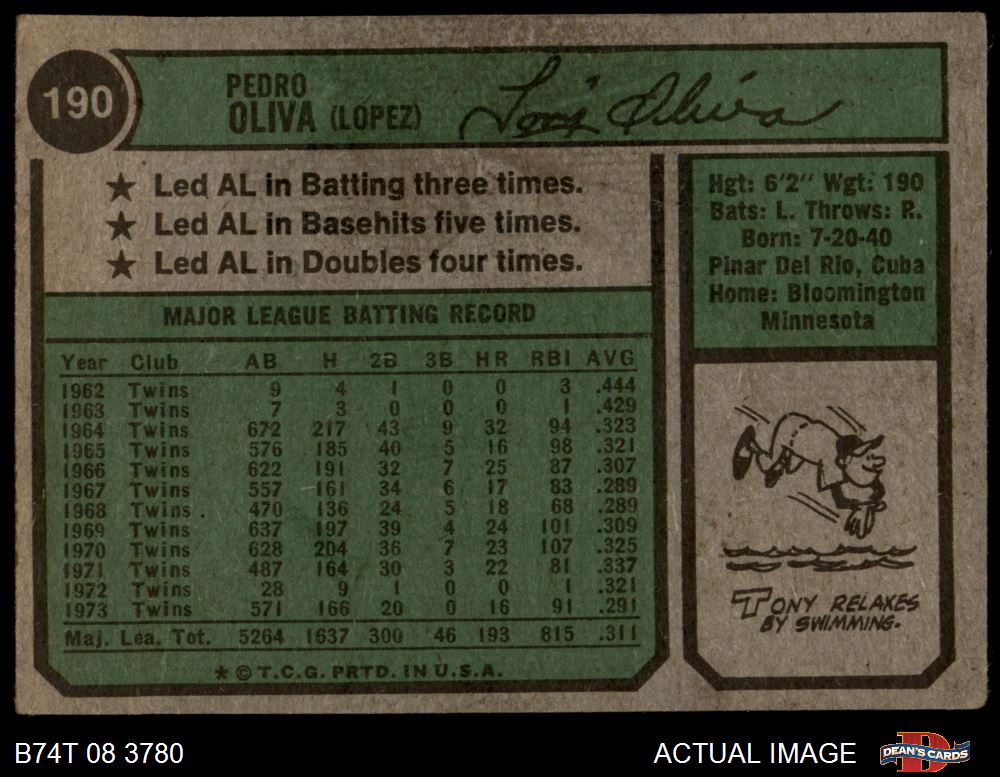 190
PEDRO
OLIVA (LOPEZ)
Tony Oliva
★ Led AL in Batting three times.
★ Led AL in Basehits five times.
★ Led AL in Doubles four times.
Hgt: 6'2" Wgt: 190
Bats: L. Throws: R.
Born: 7-20-40
Pinar Del Rio, Cuba
Home: Bloomington
Minnesota
MAJOR LEAGUE BATTING RECORD
Year Club AB H 2B 3B HR RBI AVG
1962 Twins 9 4 1 0 0 3 .444
1963 Twins 7 3 0 0 0 1 .429
1964 Twins 672 217 43 9 32 94 .323
1965 Twins 576 185 40 5 16 98 .321
1966 Twins 622 191 32 7 25 87 .307
1967 Twins 557 161 34 6 17 83 .289
1968 Twins 470 136 24 5 18 68 .289
1969 Twins 637 197 39 4 24 101 .309
1970 Twins 628 204 36 7 23 107 .325
1971 Twins 487 164 30 3 22 81 .337
1972 Twins 28 9 1 0 0 1 .321
1973 Twins 571 166 20 0 16 91 .291
Maj. Lea. Tot. 5264 1637 300 46 193 815 .311
* © T.C.G. PRTD. IN U.S.A.
TONY RELAXES
BY SWIMMING.
B74T 08 3780
ACTUAL IMAGE
DEAN'S CARDS